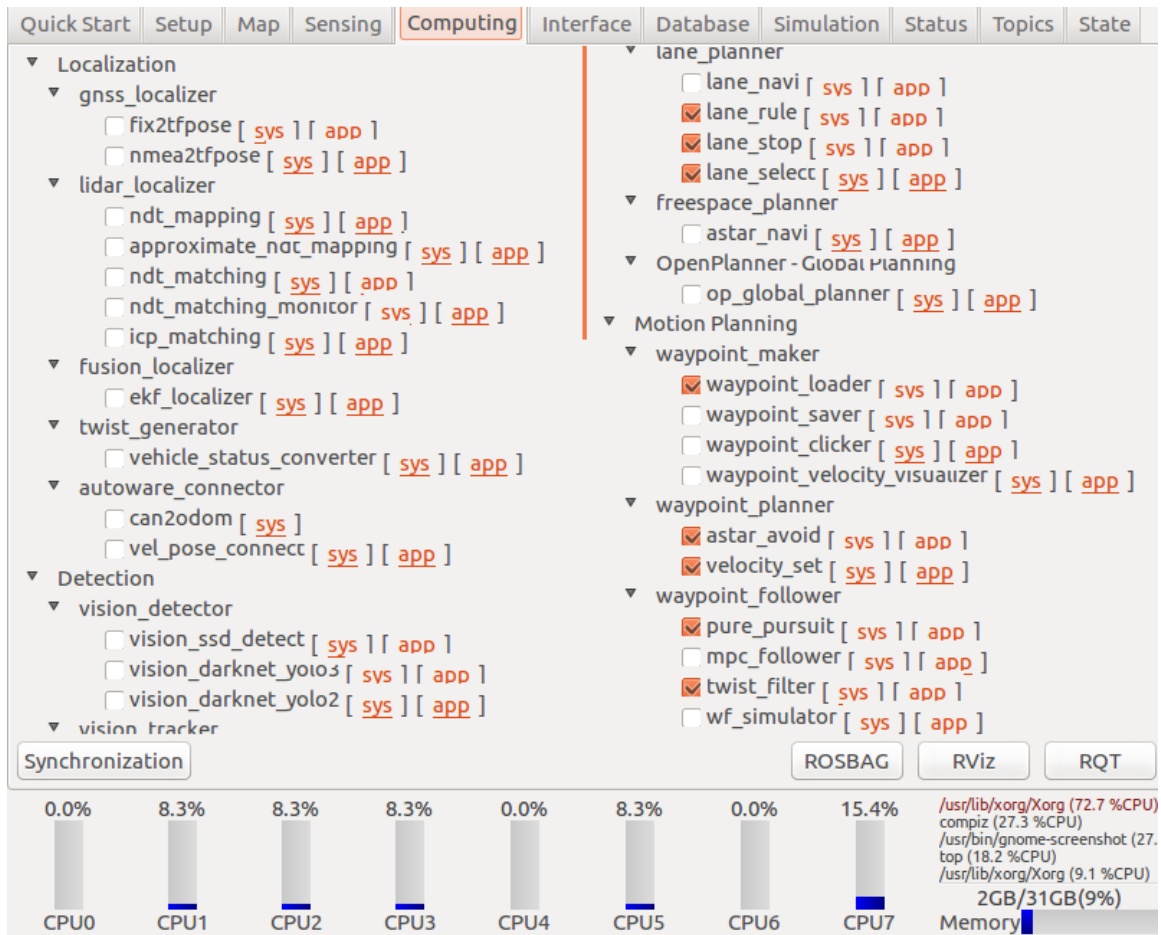 Quick Start Setup Map Sensing Computing Interface Database Simulation Status Topics State
Localization
gnss_localizer
fix2tfpose [ sys ] [ app ]
nmea2tfpose [ sys ] [ app ]
lidar_localizer
ndt_mapping [ sys ] [ app ]
approximate_ndt_mapping [ sys ] [ app ]
ndt_matching [ sys ] [ app ]
ndt_matching_monitor [ sys ] [ app ]
icp_matching [ sys ] [ app ]
fusion_localizer
ekf_localizer [ sys ] [ app ]
twist_generator
vehicle_status_converter [ sys ] [ app ]
autoware_connector
can2odom [ sys ]
vel_pose_connect [ sys ] [ app ]
Detection
vision_detector
vision_ssd_detect [ sys ] [ app ]
vision_darknet_yolo3 [ sys ] [ app ]
vision_darknet_yolo2 [ sys ] [ app ]
vision_tracker
lane_planner
lane_navi [ sys ] [ app ]
lane_rule [ sys ] [ app ]
lane_stop [ sys ] [ app ]
lane_select [ sys ] [ app ]
freespace_planner
astar_navi [ sys ] [ app ]
OpenPlanner - Global Planning
op_global_planner [ sys ] [ app ]
Motion Planning
waypoint_maker
waypoint_loader [ sys ] [ app ]
waypoint_saver [ sys ] [ app ]
waypoint_clicker [ sys ] [ app ]
waypoint_velocity_visualizer [ sys ] [ app ]
waypoint_planner
astar_avoid [ sys ] [ app ]
velocity_set [ sys ] [ app ]
waypoint_follower
pure_pursuit [ sys ] [ app ]
mpc_follower [ sys ] [ app ]
twist_filter [ sys ] [ app ]
wf_simulator [ sys ] [ app ]
Synchronization ROSBAG RViz RQT
0.0% 8.3% 8.3% 8.3% 0.0% 8.3% 0.0% 15.4%
CPU0 CPU1 CPU2 CPU3 CPU4 CPU5 CPU6 CPU7
/usr/lib/xorg/Xorg (72.7 %CPU)
compiz (27.3 %CPU)
/usr/bin/gnome-screenshot (27.
top (18.2 %CPU)
/usr/lib/xorg/Xorg (9.1 %CPU)
2GB/31GB(9%)
Memory